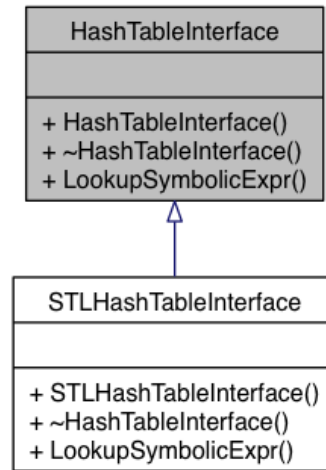 HashTableInterface
+ HashTableInterface()
+ ~HashTableInterface()
+ LookupSymbolicExpr()
STLHashTableInterface
+ STLHashTableInterface()
+ ~HashTableInterface()
+ LookupSymbolicExpr()